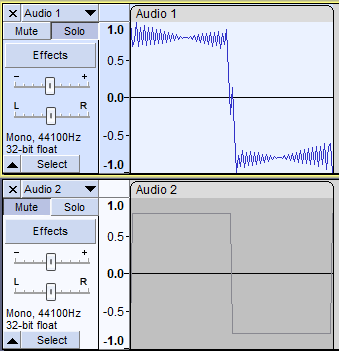 Audio 1
Audio 1
Mute Solo
Effects
- +
L R
Mono, 44100Hz
32-bit float
Select
1.0
0.5
0.0
-0.5
-1.0
Audio 2
Audio 2
Mute Solo
Effects
- +
L R
Mono, 44100Hz
32-bit float
Select
1.0
0.5
0.0
-0.5
-1.0